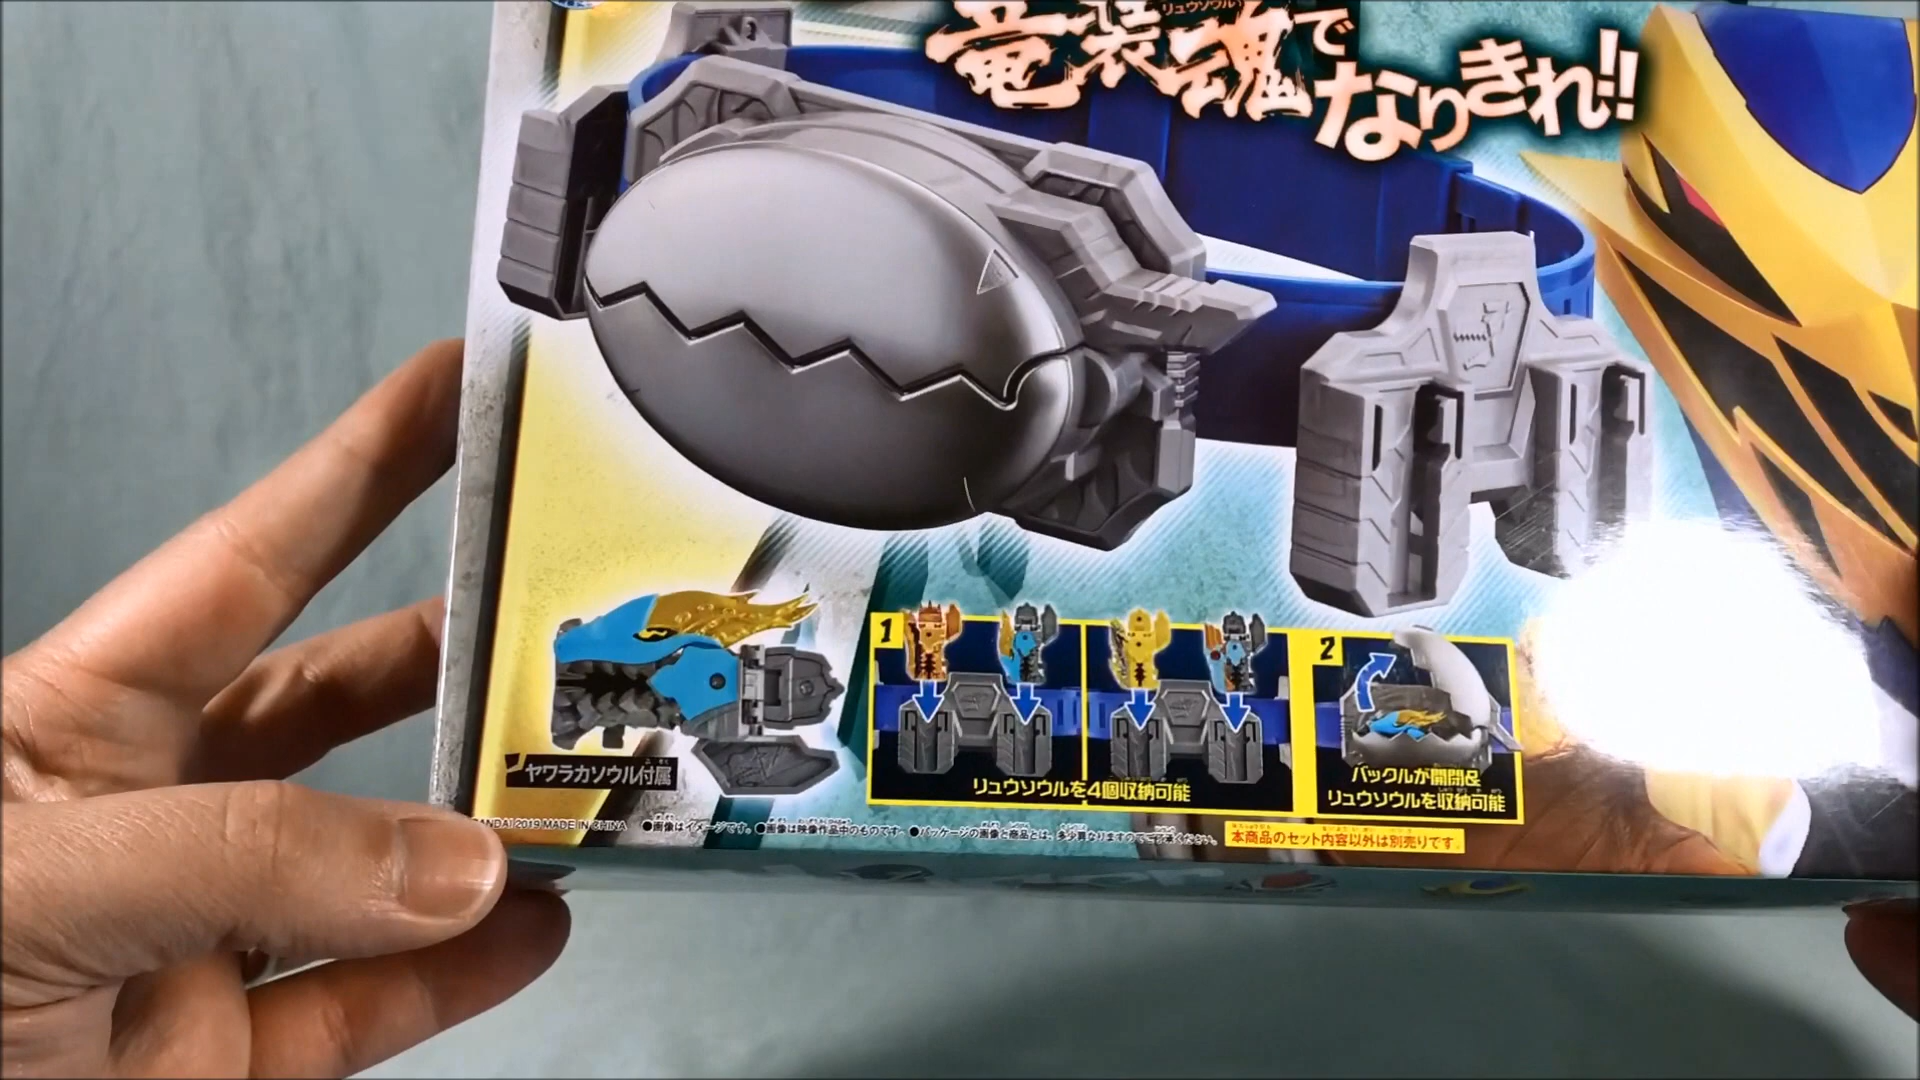 リュウソウル
竜装魂で
なりきれ!!
ヤワラカソウル付属
1
リュウソウルを4個収納可能
2
バックルが開閉&
リュウソウルを収納可能
BANDAI 2019 MADE IN CHINA ●画像はイメージです。●画像は映像作品中のものです。●パッケージの画像と商品とは、多少異なりますのでご了承ください。
本商品のセット内容以外は別売りです。